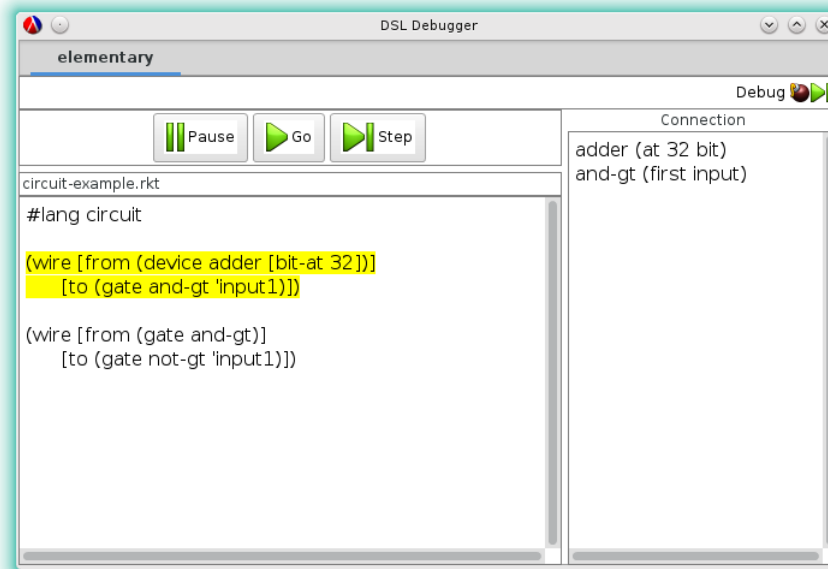 DSL Debugger
elementary
Debug
Pause Go Step
Connection
circuit-example.rkt
adder (at 32 bit)
and-gt (first input)
#lang circuit
(wire [from (device adder [bit-at 32])]
[to (gate and-gt 'input1)])
(wire [from (gate and-gt)]
[to (gate not-gt 'input1)])